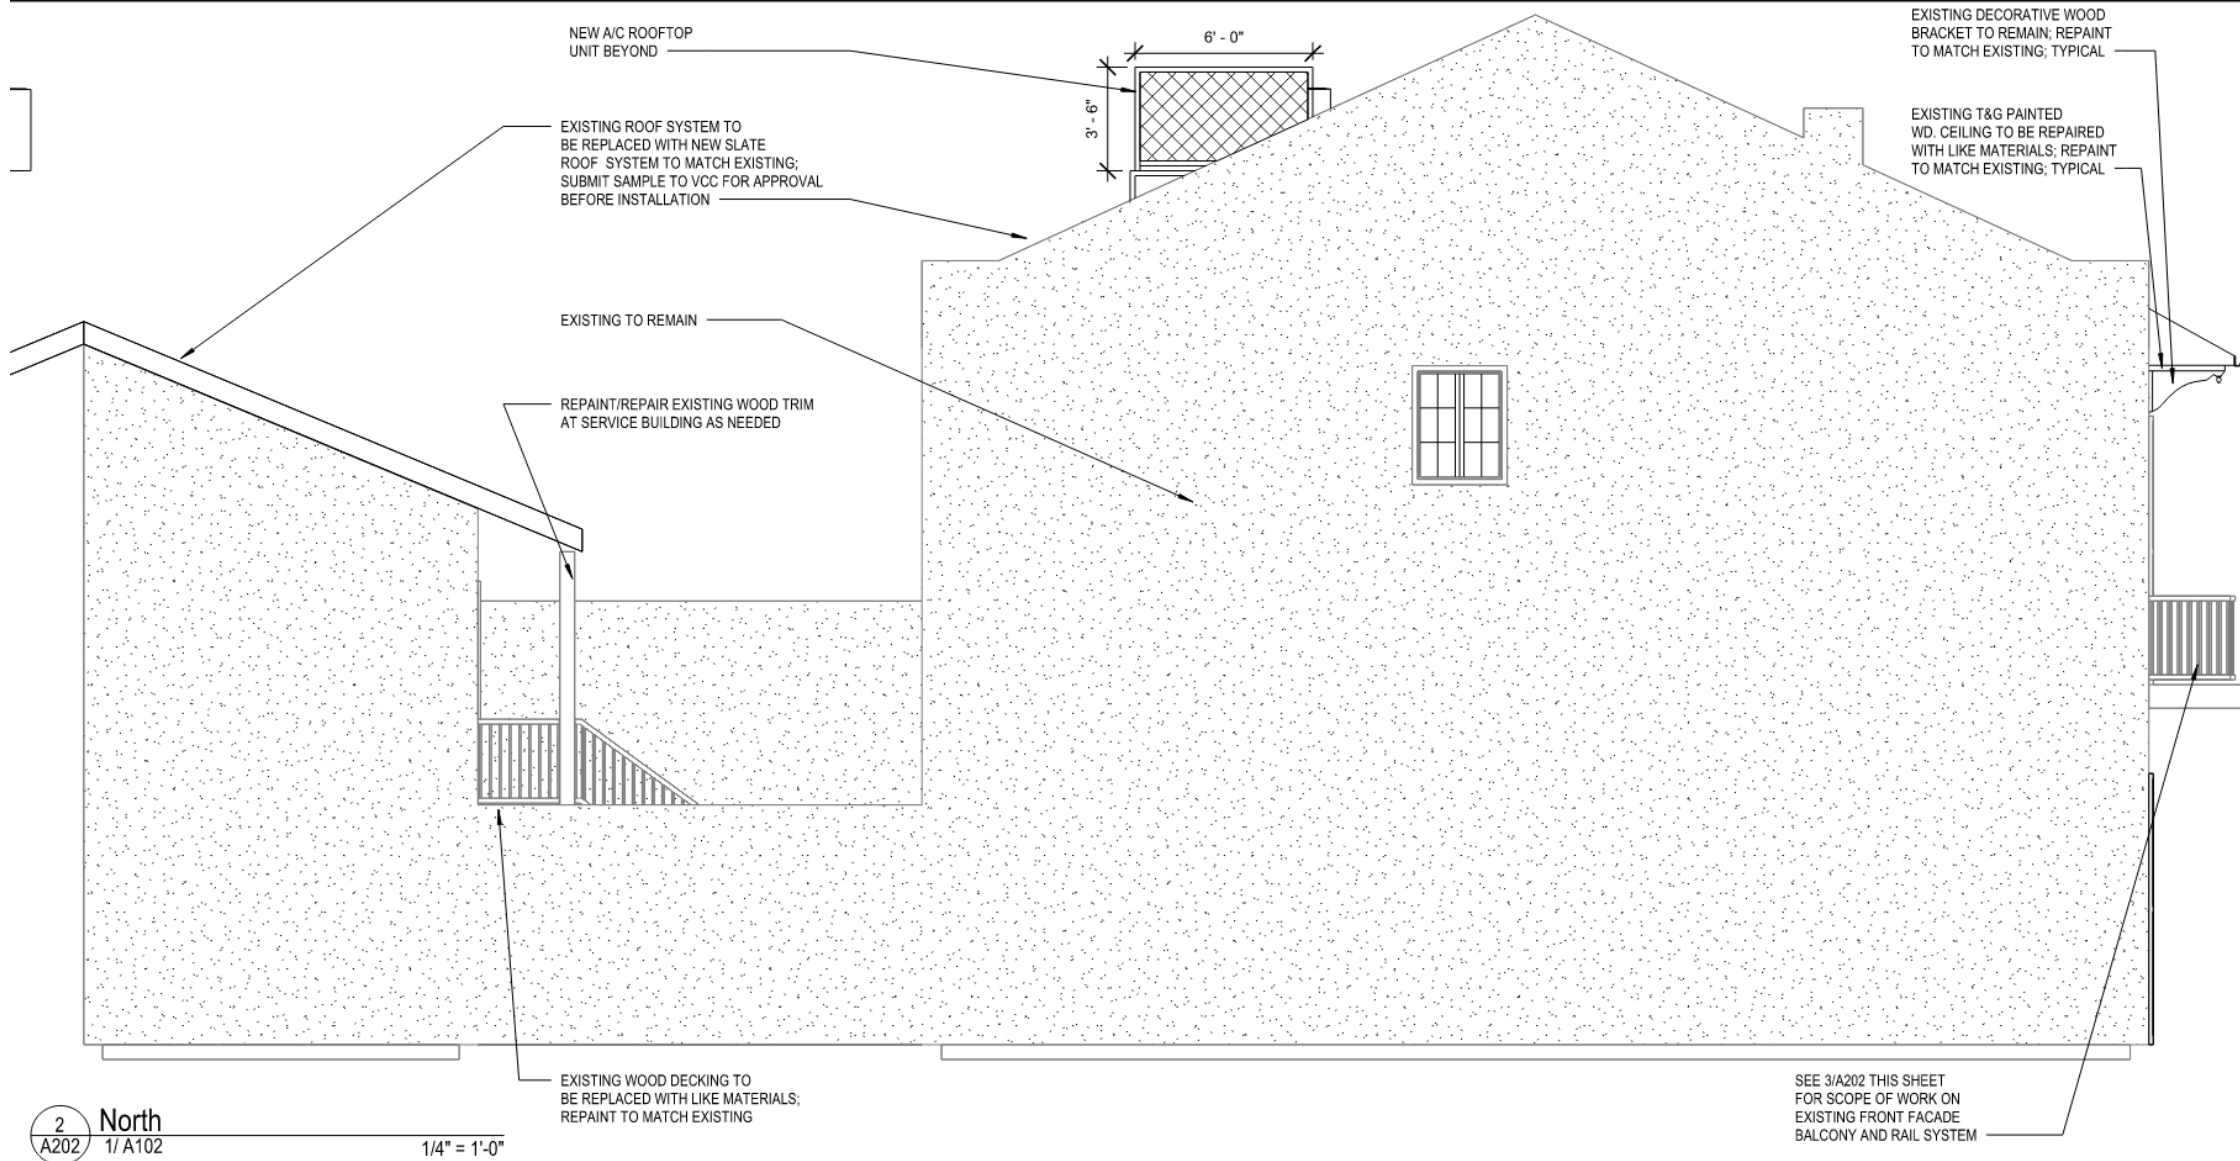 NEW A/C ROOFTOP
UNIT BEYOND
6' - 0"
3' - 6"
EXISTING DECORATIVE WOOD
BRACKET TO REMAIN; REPAINT
TO MATCH EXISTING; TYPICAL
EXISTING T&G PAINTED
WD. CEILING TO BE REPAIRED
WITH LIKE MATERIALS; REPAINT
TO MATCH EXISTING; TYPICAL
EXISTING ROOF SYSTEM TO
BE REPLACED WITH NEW SLATE
ROOF SYSTEM TO MATCH EXISTING;
SUBMIT SAMPLE TO VCC FOR APPROVAL
BEFORE INSTALLATION
EXISTING TO REMAIN
REPAINT/REPAIR EXISTING WOOD TRIM
AT SERVICE BUILDING AS NEEDED
EXISTING WOOD DECKING TO
BE REPLACED WITH LIKE MATERIALS;
REPAINT TO MATCH EXISTING
SEE 3/A202 THIS SHEET
FOR SCOPE OF WORK ON
EXISTING FRONT FACADE
BALCONY AND RAIL SYSTEM
2
A202
North
1/ A102
1/4" = 1'-0"